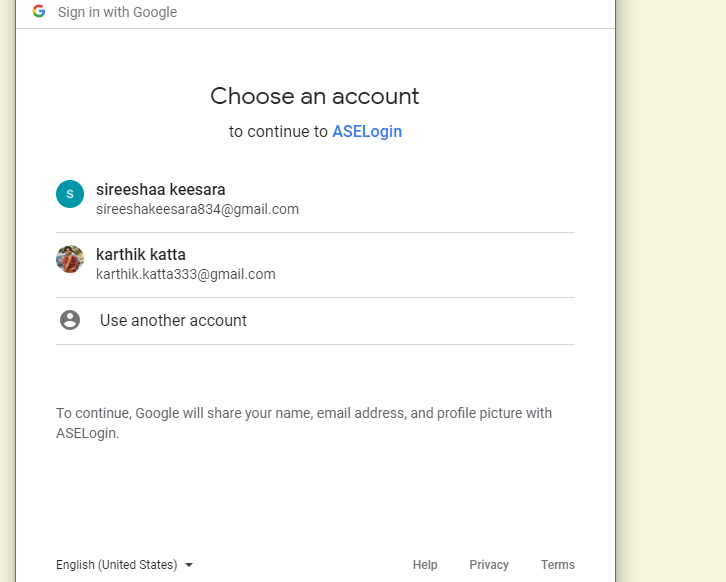 Sign in with Google
Choose an account
to continue to ASELogin
S
sireeshaa keesara
sireeshakeesara834@gmail.com
karthik katta
karthik.katta333@gmail.com
Use another account
To continue, Google will share your name, email address, and profile picture with
ASELogin.
English (United States) Help Privacy Terms